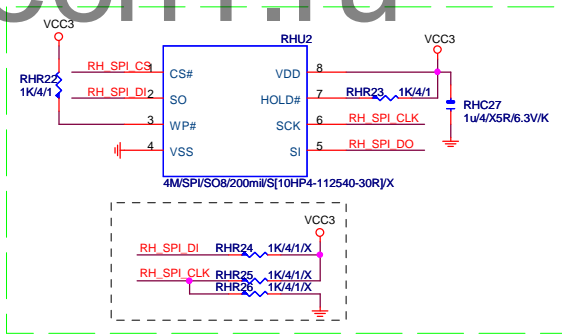 com.ru
VCC3
RHU2
VCC3
RH_SPI_CS
1
CS#
VDD
8
RHR22
1K/4/1
RH_SPI_DI
2
SO
HOLD#
7
RHR23
1K/4/1
RHC27
1u/4/X5R/6.3V/K
3
WP#
SCK
6
RH_SPI_CLK
4
VSS
SI
5
RH_SPI_DO
4M/SPI/SO8/200mil/S[10HP4-112540-30R]/X
VCC3
RH_SPI_DI
RHR24
1K/4/1/X
RH_SPI_CLK
RHR25
1K/4/1/X
RHR26
1K/4/1/X